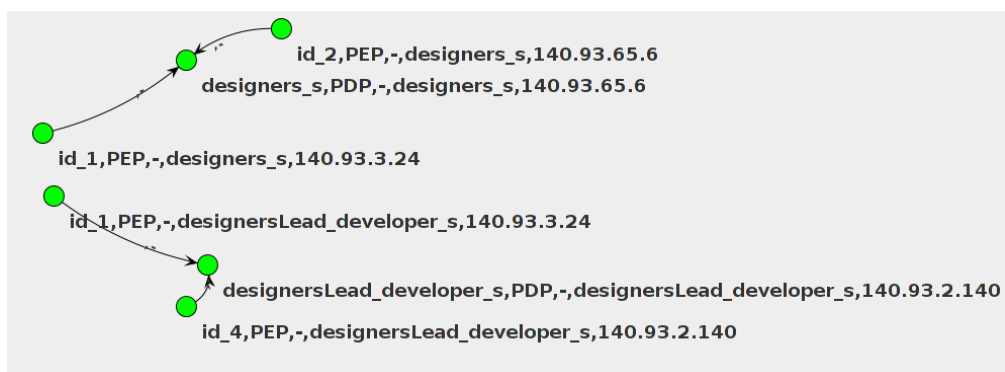 id_2,PEP,-,designers_s,140.93.65.6
designers_s,PDP,-,designers_s,140.93.65.6
id_1,PEP,-,designers_s,140.93.3.24
id_1,PEP,-,designersLead_developer_s,140.93.3.24
designersLead_developer_s,PDP,-,designersLead_developer_s,140.93.2.140
id_4,PEP,-,designersLead_developer_s,140.93.2.140